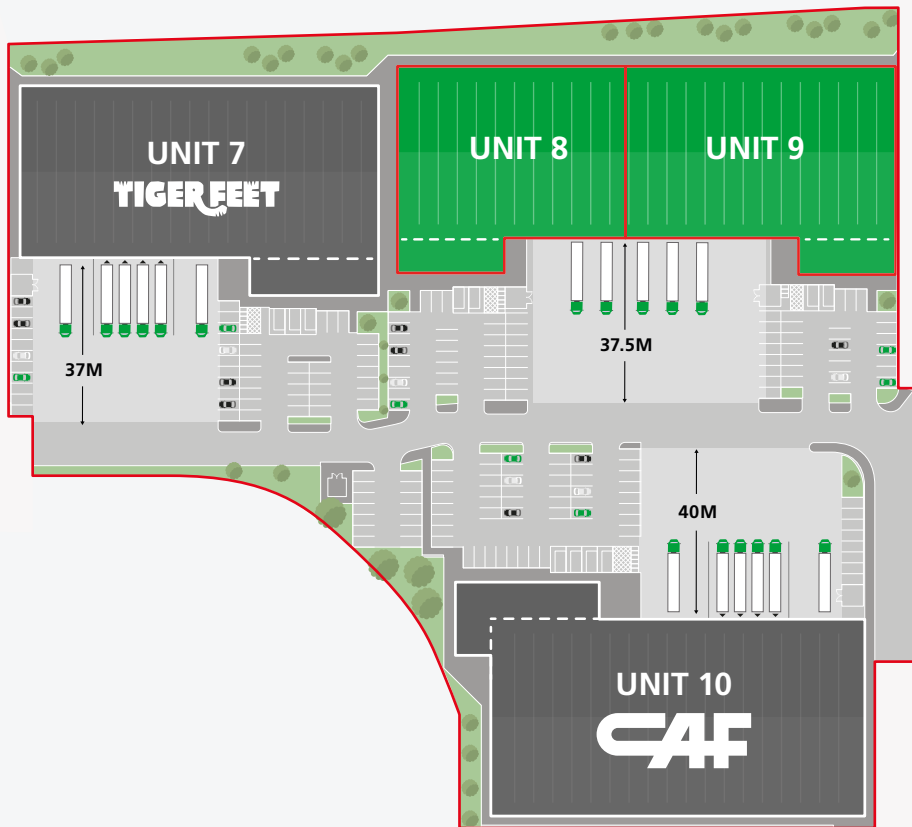 UNIT 7
TIGERFEET
UNIT 8
UNIT 9
37M
37.5M
40M
UNIT 10
CAF